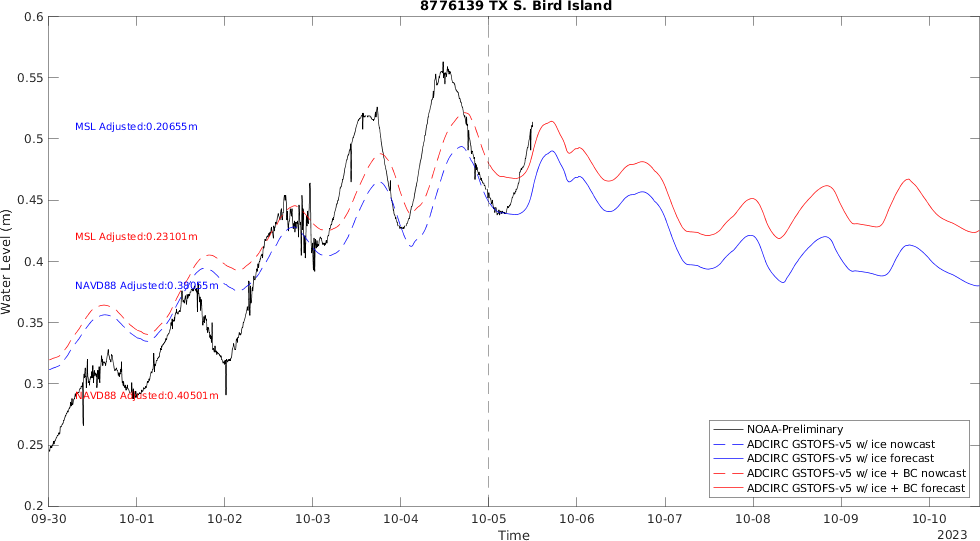 8776139 TX S. Bird Island
0.6
0.55
0.5
0.45
0.4
0.35
0.3
0.25
0.2
Water Level (m)
MSL Adjusted:0.20655m
MSL Adjusted:0.23101m
NAVD88 Adjusted:0.38055m
NAVD88 Adjusted:0.40501m
NOAA-Preliminary
ADCIRC GSTOFS-v5 w/ ice nowcast
ADCIRC GSTOFS-v5 w/ ice forecast
ADCIRC GSTOFS-v5 w/ ice + BC nowcast
ADCIRC GSTOFS-v5 w/ ice + BC forecast
09-30 10-01 10-02 10-03 10-04 10-05 10-06 10-07 10-08 10-09 10-10
Time
2023